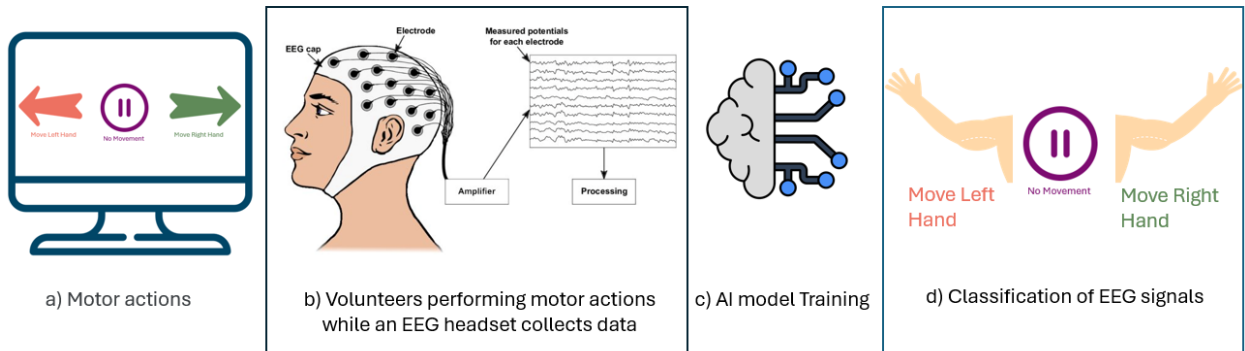 Move Left Hand
No Movement
Move Right Hand
a) Motor actions
EEG cap
Electrode
Measured potentials
for each electrode
Amplifier
Processing
b) Volunteers performing motor actions
while an EEG headset collects data
c) AI model Training
Move Left
Hand
No Movement
Move Right
Hand
d) Classification of EEG signals